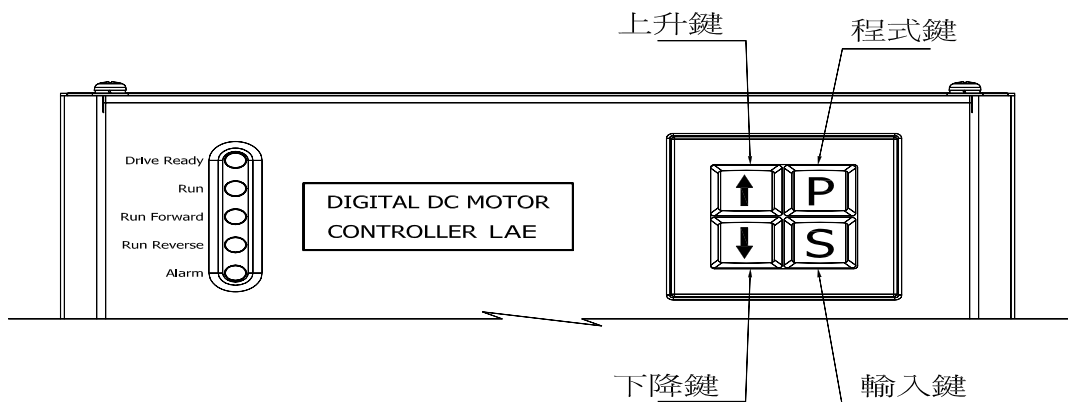 上升鍵
程式鍵
Drive Ready
Run
Run Forward
Run Reverse
Alarm
DIGITAL DC MOTOR
CONTROLLER LAE
P
S
下降鍵
輸入鍵